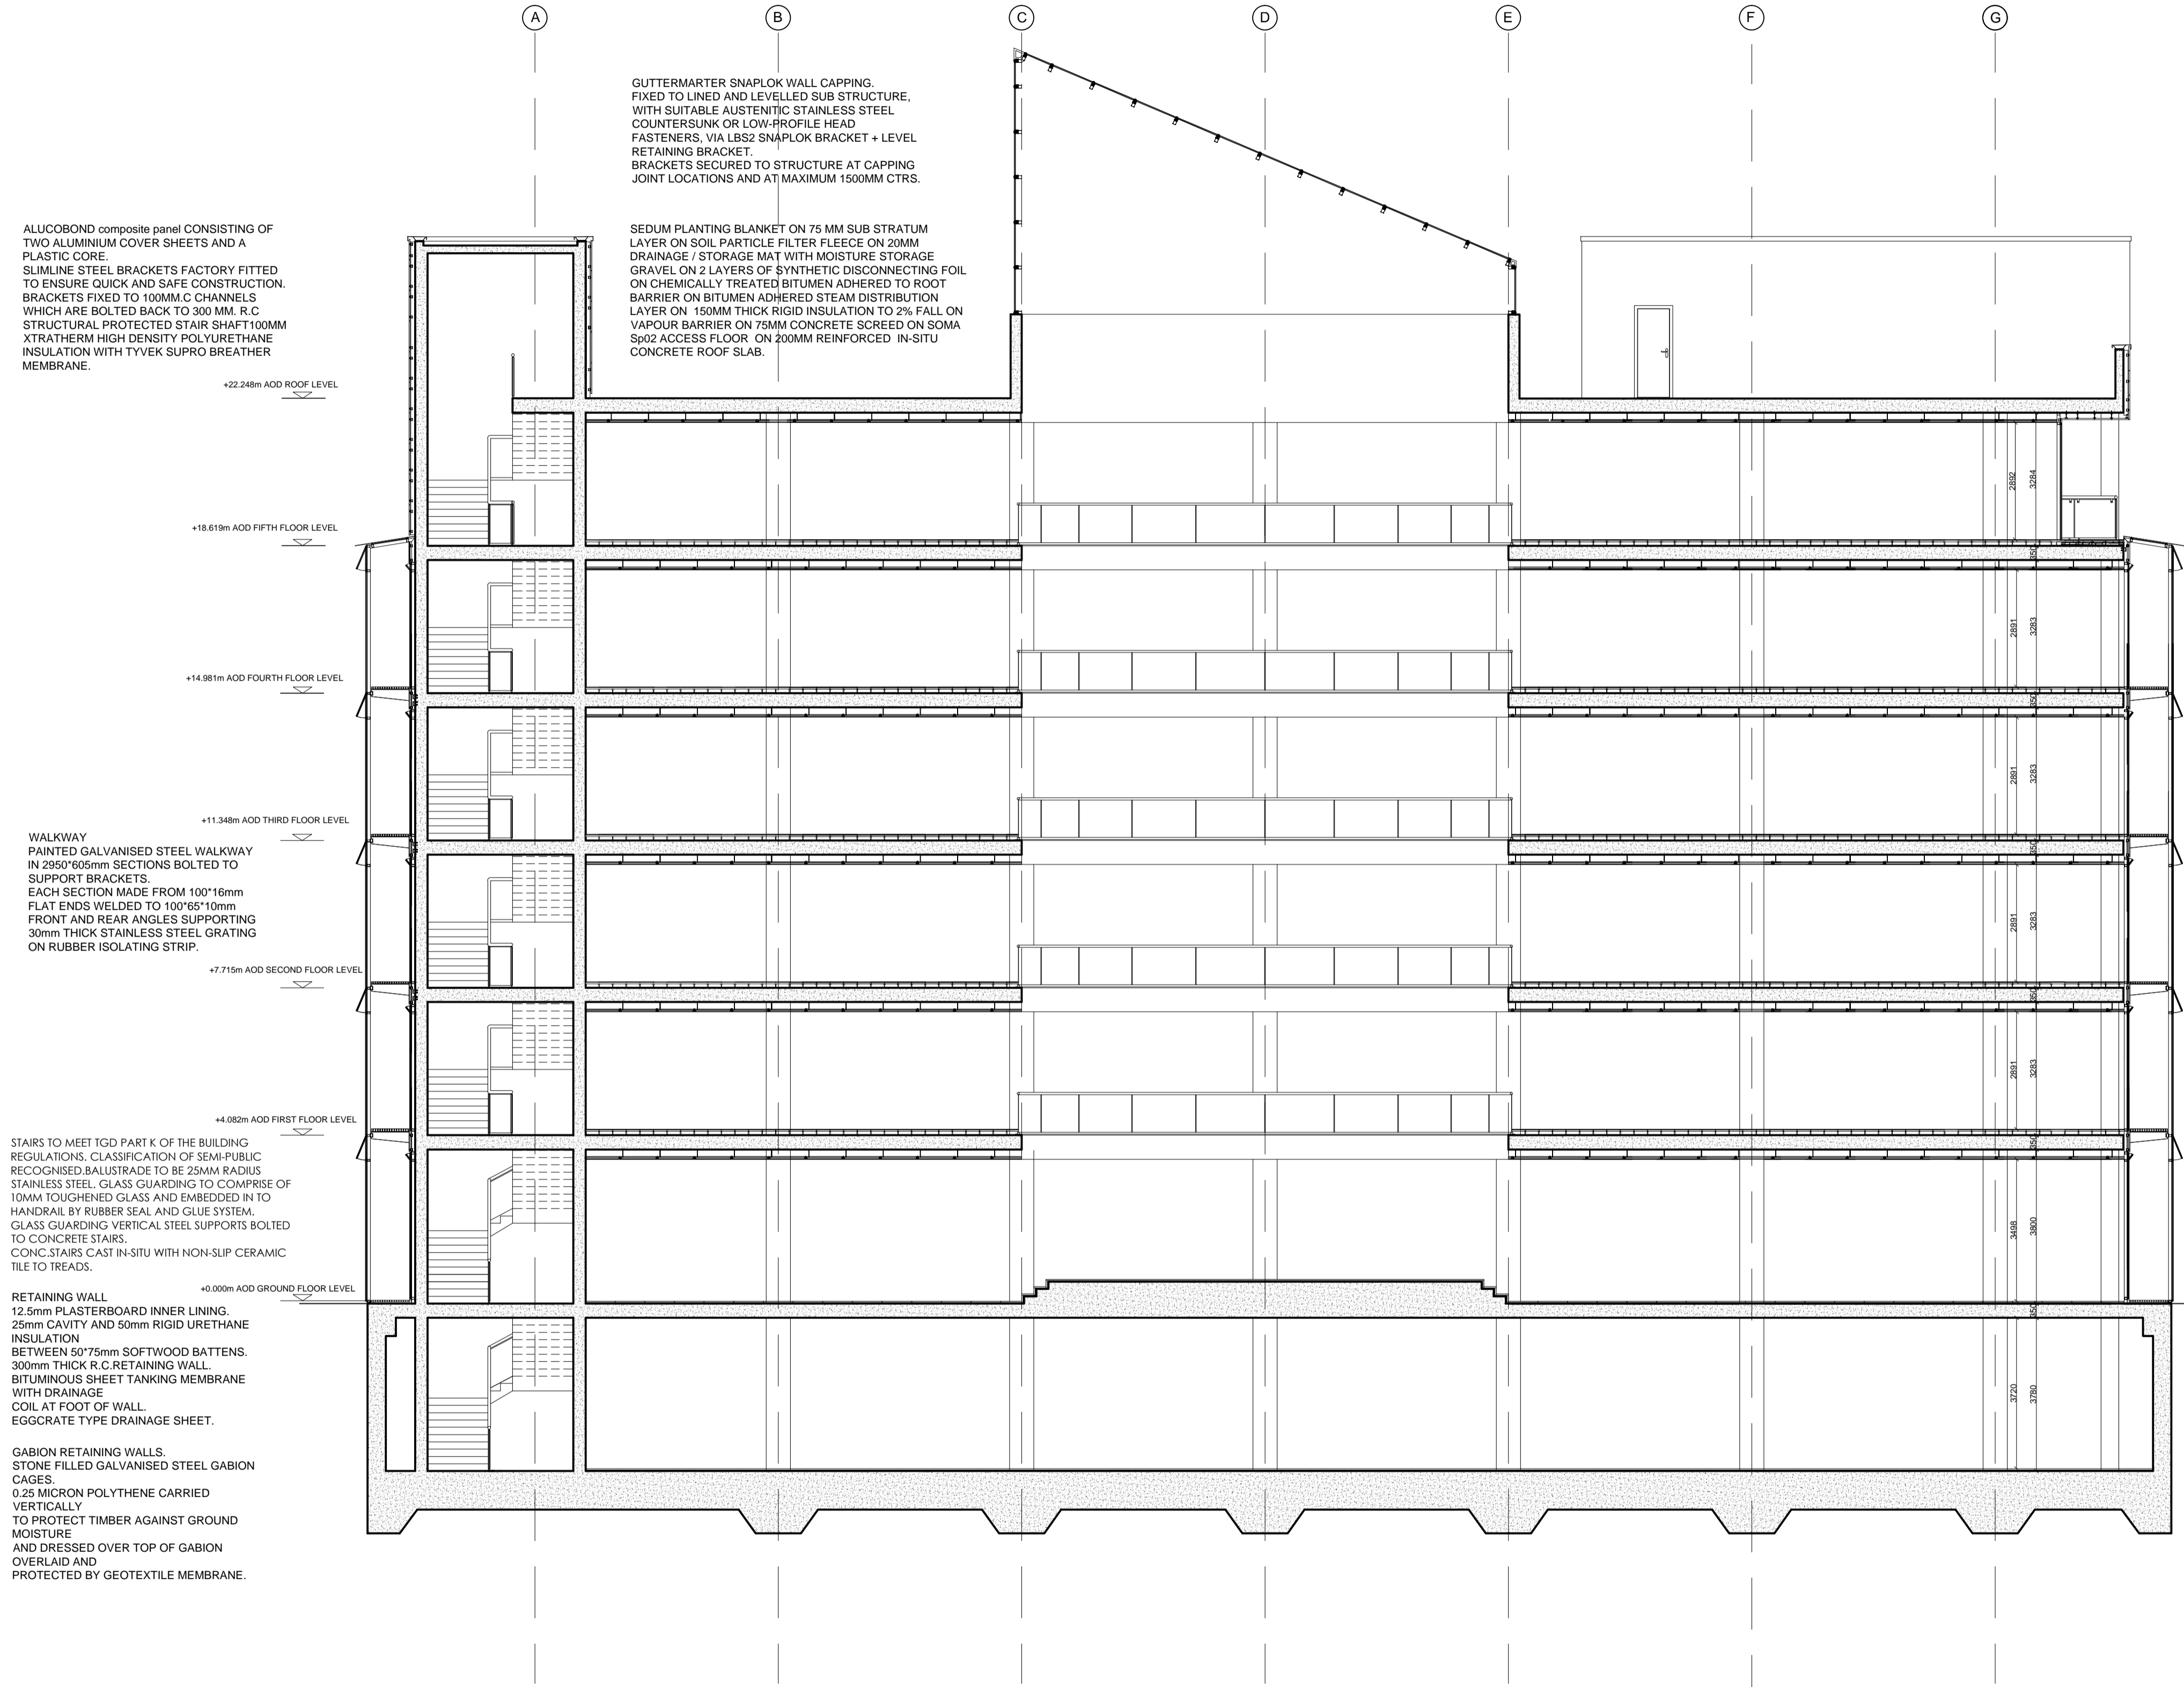 A
B
C
D
E
F
G
GUTTERMARTER SNAPLOK WALL CAPPING.
FIXED TO LINED AND LEVELLED SUB STRUCTURE,
WITH SUITABLE AUSTENITIC STAINLESS STEEL
COUNTERSUNK OR LOW-PROFILE HEAD
FASTENERS, VIA LBS2 SNAPLOK BRACKET + LEVEL
RETAINING BRACKET.
BRACKETS SECURED TO STRUCTURE AT CAPPING
JOINT LOCATIONS AND AT MAXIMUM 1500MM CTRS.
ALUCOBOND composite panel CONSISTING OF
TWO ALUMINIUM COVER SHEETS AND A
PLASTIC CORE.
SLIMLINE STEEL BRACKETS FACTORY FITTED
TO ENSURE QUICK AND SAFE CONSTRUCTION.
BRACKETS FIXED TO 100MM.C CHANNELS
WHICH ARE BOLTED BACK TO 300 MM. R.C
STRUCTURAL PROTECTED STAIR SHAFT100MM
XTRATHERM HIGH DENSITY POLYURETHANE
INSULATION WITH TYVEK SUPRO BREATHER
MEMBRANE.
SEDUM PLANTING BLANKET ON 75 MM SUB STRATUM
LAYER ON SOIL PARTICLE FILTER FLEECE ON 20MM
DRAINAGE / STORAGE MAT WITH MOISTURE STORAGE
GRAVEL ON 2 LAYERS OF SYNTHETIC DISCONNECTING FOIL
ON CHEMICALLY TREATED BITUMEN ADHERED TO ROOT
BARRIER ON BITUMEN ADHERED STEAM DISTRIBUTION
LAYER ON 150MM THICK RIGID INSULATION TO 2% FALL ON
VAPOUR BARRIER ON 75MM CONCRETE SCREED ON SOMA
Sp02 ACCESS FLOOR ON 200MM REINFORCED IN-SITU
CONCRETE ROOF SLAB.
+22.248m AOD ROOF LEVEL
2892
3284
+18.619m AOD FIFTH FLOOR LEVEL
350
2891
3283
+14.981m AOD FOURTH FLOOR LEVEL
350
2891
3283
+11.348m AOD THIRD FLOOR LEVEL
350
WALKWAY
PAINTED GALVANISED STEEL WALKWAY
IN 2950*605mm SECTIONS BOLTED TO
SUPPORT BRACKETS.
EACH SECTION MADE FROM 100*16mm
FLAT ENDS WELDED TO 100*65*10mm
FRONT AND REAR ANGLES SUPPORTING
30mm THICK STAINLESS STEEL GRATING
ON RUBBER ISOLATING STRIP.
2891
3283
+7.715m AOD SECOND FLOOR LEVEL
350
2891
3283
+4.082m AOD FIRST FLOOR LEVEL
350
STAIRS TO MEET TGD PART K OF THE BUILDING
REGULATIONS. CLASSIFICATION OF SEMI-PUBLIC
RECOGNISED.BALUSTRADE TO BE 25MM RADIUS
STAINLESS STEEL. GLASS GUARDING TO COMPRISE OF
10MM TOUGHENED GLASS AND EMBEDDED IN TO
HANDRAIL BY RUBBER SEAL AND GLUE SYSTEM.
GLASS GUARDING VERTICAL STEEL SUPPORTS BOLTED
TO CONCRETE STAIRS.
CONC.STAIRS CAST IN-SITU WITH NON-SLIP CERAMIC
TILE TO TREADS.
3498
3800
+0.000m AOD GROUND FLOOR LEVEL
350
RETAINING WALL
12.5mm PLASTERBOARD INNER LINING.
25mm CAVITY AND 50mm RIGID URETHANE
INSULATION
BETWEEN 50*75mm SOFTWOOD BATTENS.
300mm THICK R.C.RETAINING WALL.
BITUMINOUS SHEET TANKING MEMBRANE
WITH DRAINAGE
COIL AT FOOT OF WALL.
EGGCRATE TYPE DRAINAGE SHEET.
3720
3780
GABION RETAINING WALLS.
STONE FILLED GALVANISED STEEL GABION
CAGES.
0.25 MICRON POLYTHENE CARRIED
VERTICALLY
TO PROTECT TIMBER AGAINST GROUND
MOISTURE
AND DRESSED OVER TOP OF GABION
OVERLAID AND
PROTECTED BY GEOTEXTILE MEMBRANE.